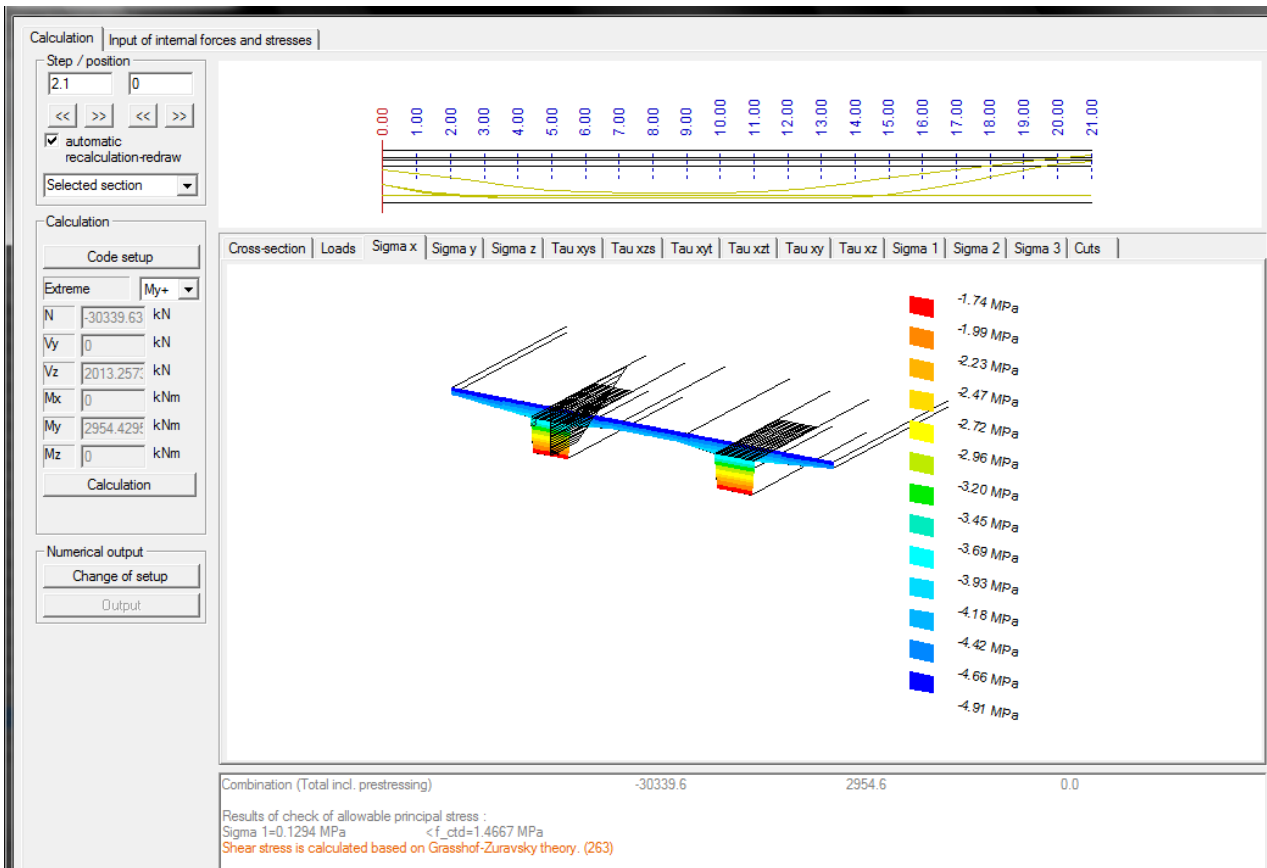 Calculation
Input of internal forces and stresses
Step / position
2.1
0
<<
>>
<<
>>
automatic
recalculation-redraw
Selected section
Calculation
Code setup
Extreme
My+
N
-30339.63
kN
Vy
0
kN
Vz
kN
Mx
0
kNm
My
kNm
Mz
0
kNm
Calculation
Numerical output
Change of setup
Output
0.00
1.00
2.00
3.00
4.00
5.00
6.00
7.00
8.00
9.00
10.00
11.00
12.00
13.00
14.00
15.00
16.00
17.00
18.00
19.00
20.00
21.00
Cross-section
Loads
Sigma x
Sigma y
Sigma z
Tau xys
Tau xzs
Tau xyt
Tau xzt
Tau xy
Tau xz
Sigma 1
Sigma 2
Sigma 3
Cuts
-1.74 MPa
-1.99 MPa
-2.23 MPa
-2.47 MPa
-2.72 MPa
-2.96 MPa
-3.20 MPa
-3.45 MPa
-3.69 MPa
-3.93 MPa
-4.18 MPa
-4.42 MPa
-4.66 MPa
-4.91 MPa
Combination (Total incl. prestressing) -30339.6 2954.6 0.0
Results of check of allowable principal stress :
Sigma 1=0.1294 MPa < f_ctd=1.4667 MPa
Shear stress is calculated based on Grasshof-Zuravsky theory. (263)